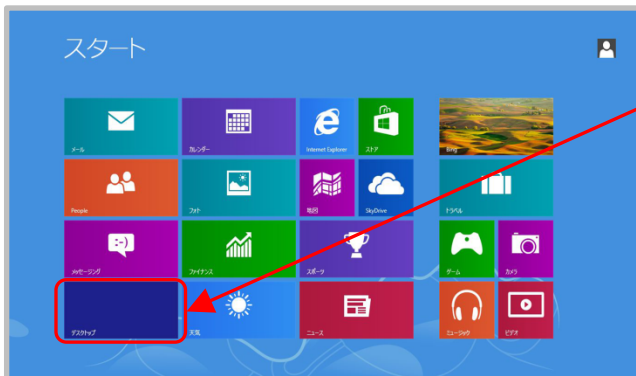 スタート
メール
カレンダー
Internet Explorer
ストア
Bing
People
フォト
地図
SkyDrive
トラベル
メッセージング
ファイナンス
スポーツ
ゲーム
カメラ
デスクトップ
天気
ニュース
ミュージック
ビデオ